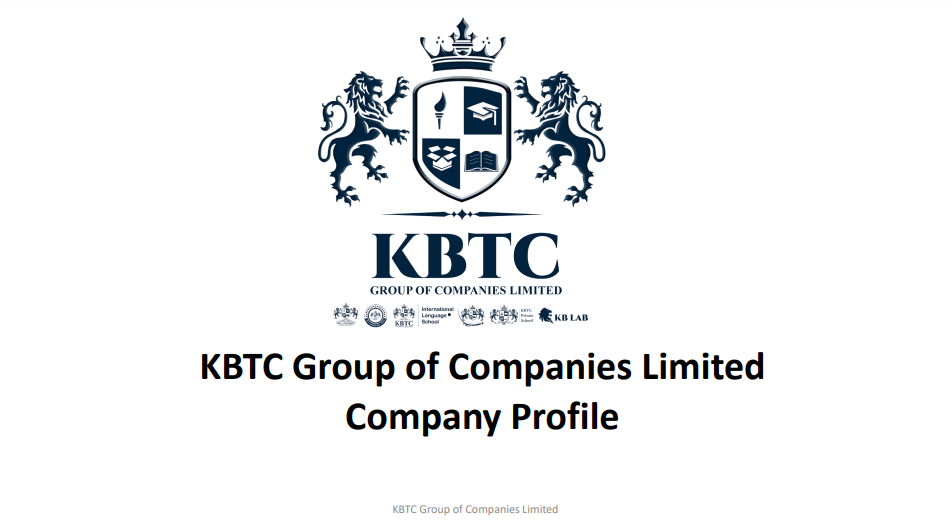 KBTC
GROUP OF COMPANIES LIMITED
KBTC
International
Language
School
KBTC
Private
School
KB LAB
KBTC Group of Companies Limited
Company Profile
KBTC Group of Companies Limited